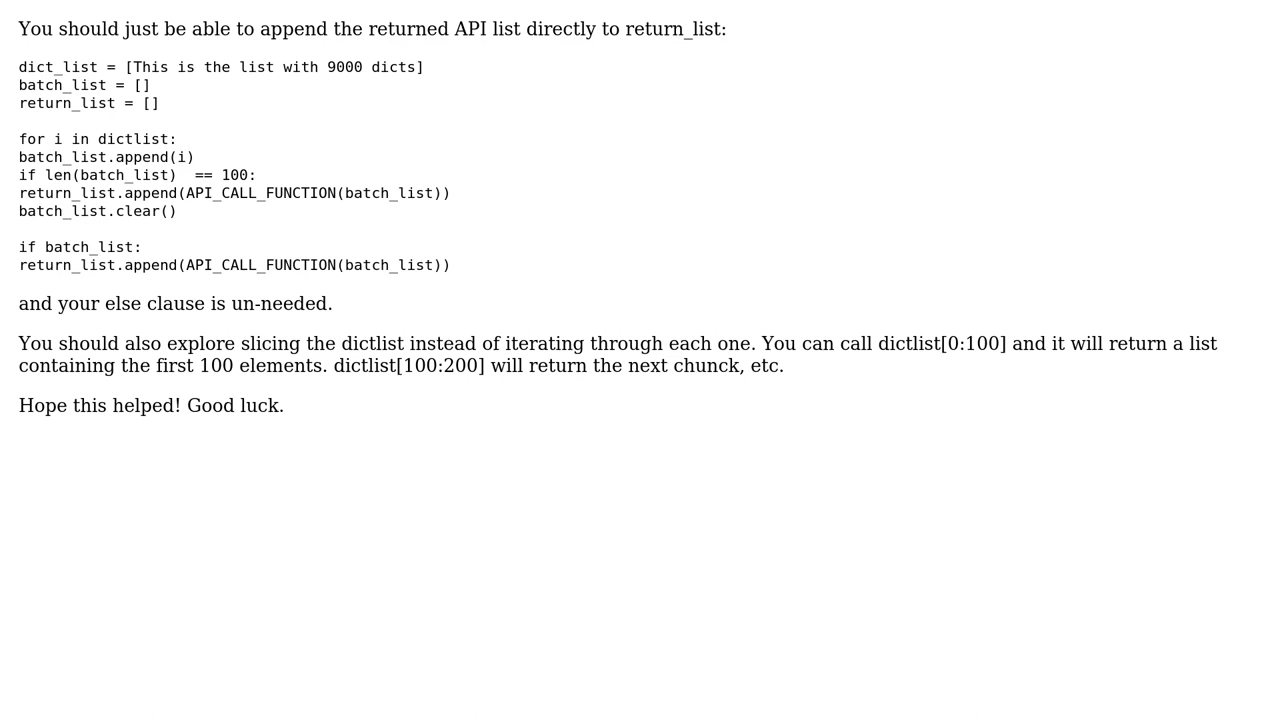 You should just be able to append the returned API list directly to return_list:
dict_list = [This is the list with 9000 dicts]
batch_list = []
return_list = []
for i in dictlist:
batch_list.append(i)
if len(batch_list)  == 100:
return_list.append(API_CALL_FUNCTION(batch_list))
batch_list.clear()
if batch_list:
return_list.append(API_CALL_FUNCTION(batch_list))
and your else clause is un-needed.
You should also explore slicing the dictlist instead of iterating through each one. You can call dictlist[0:100] and it will return a list
containing the first 100 elements. dictlist[100:200] will return the next chunck, etc.
Hope this helped! Good luck.